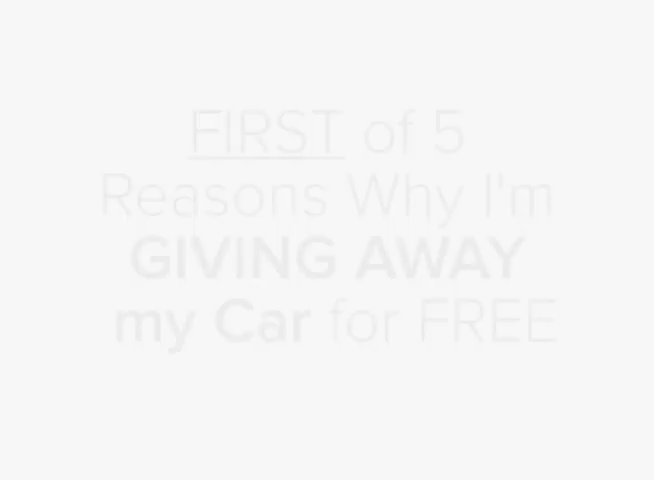 FIRST of 5
Reasons Why I'm
GIVING AWAY
my Car for FREE